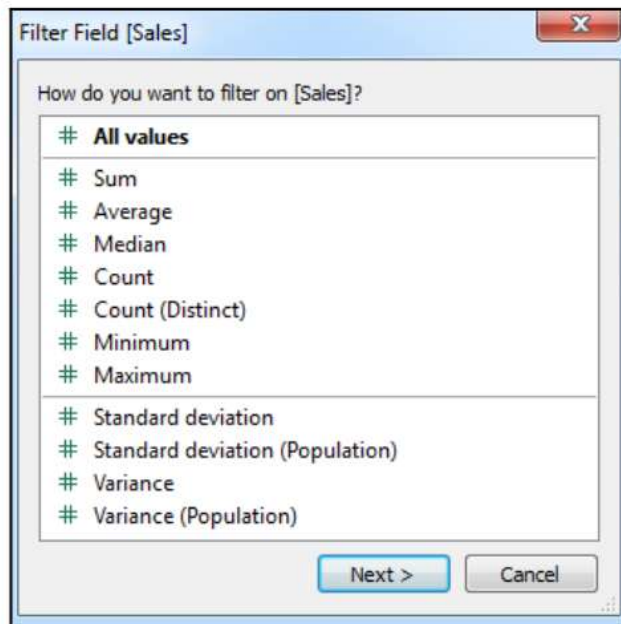 Filter Field [Sales]
How do you want to filter on [Sales]?
# All values
# Sum
# Average
# Median
# Count
# Count (Distinct)
# Minimum
# Maximum
# Standard deviation
# Standard deviation (Population)
# Variance
# Variance (Population)
Next > Cancel